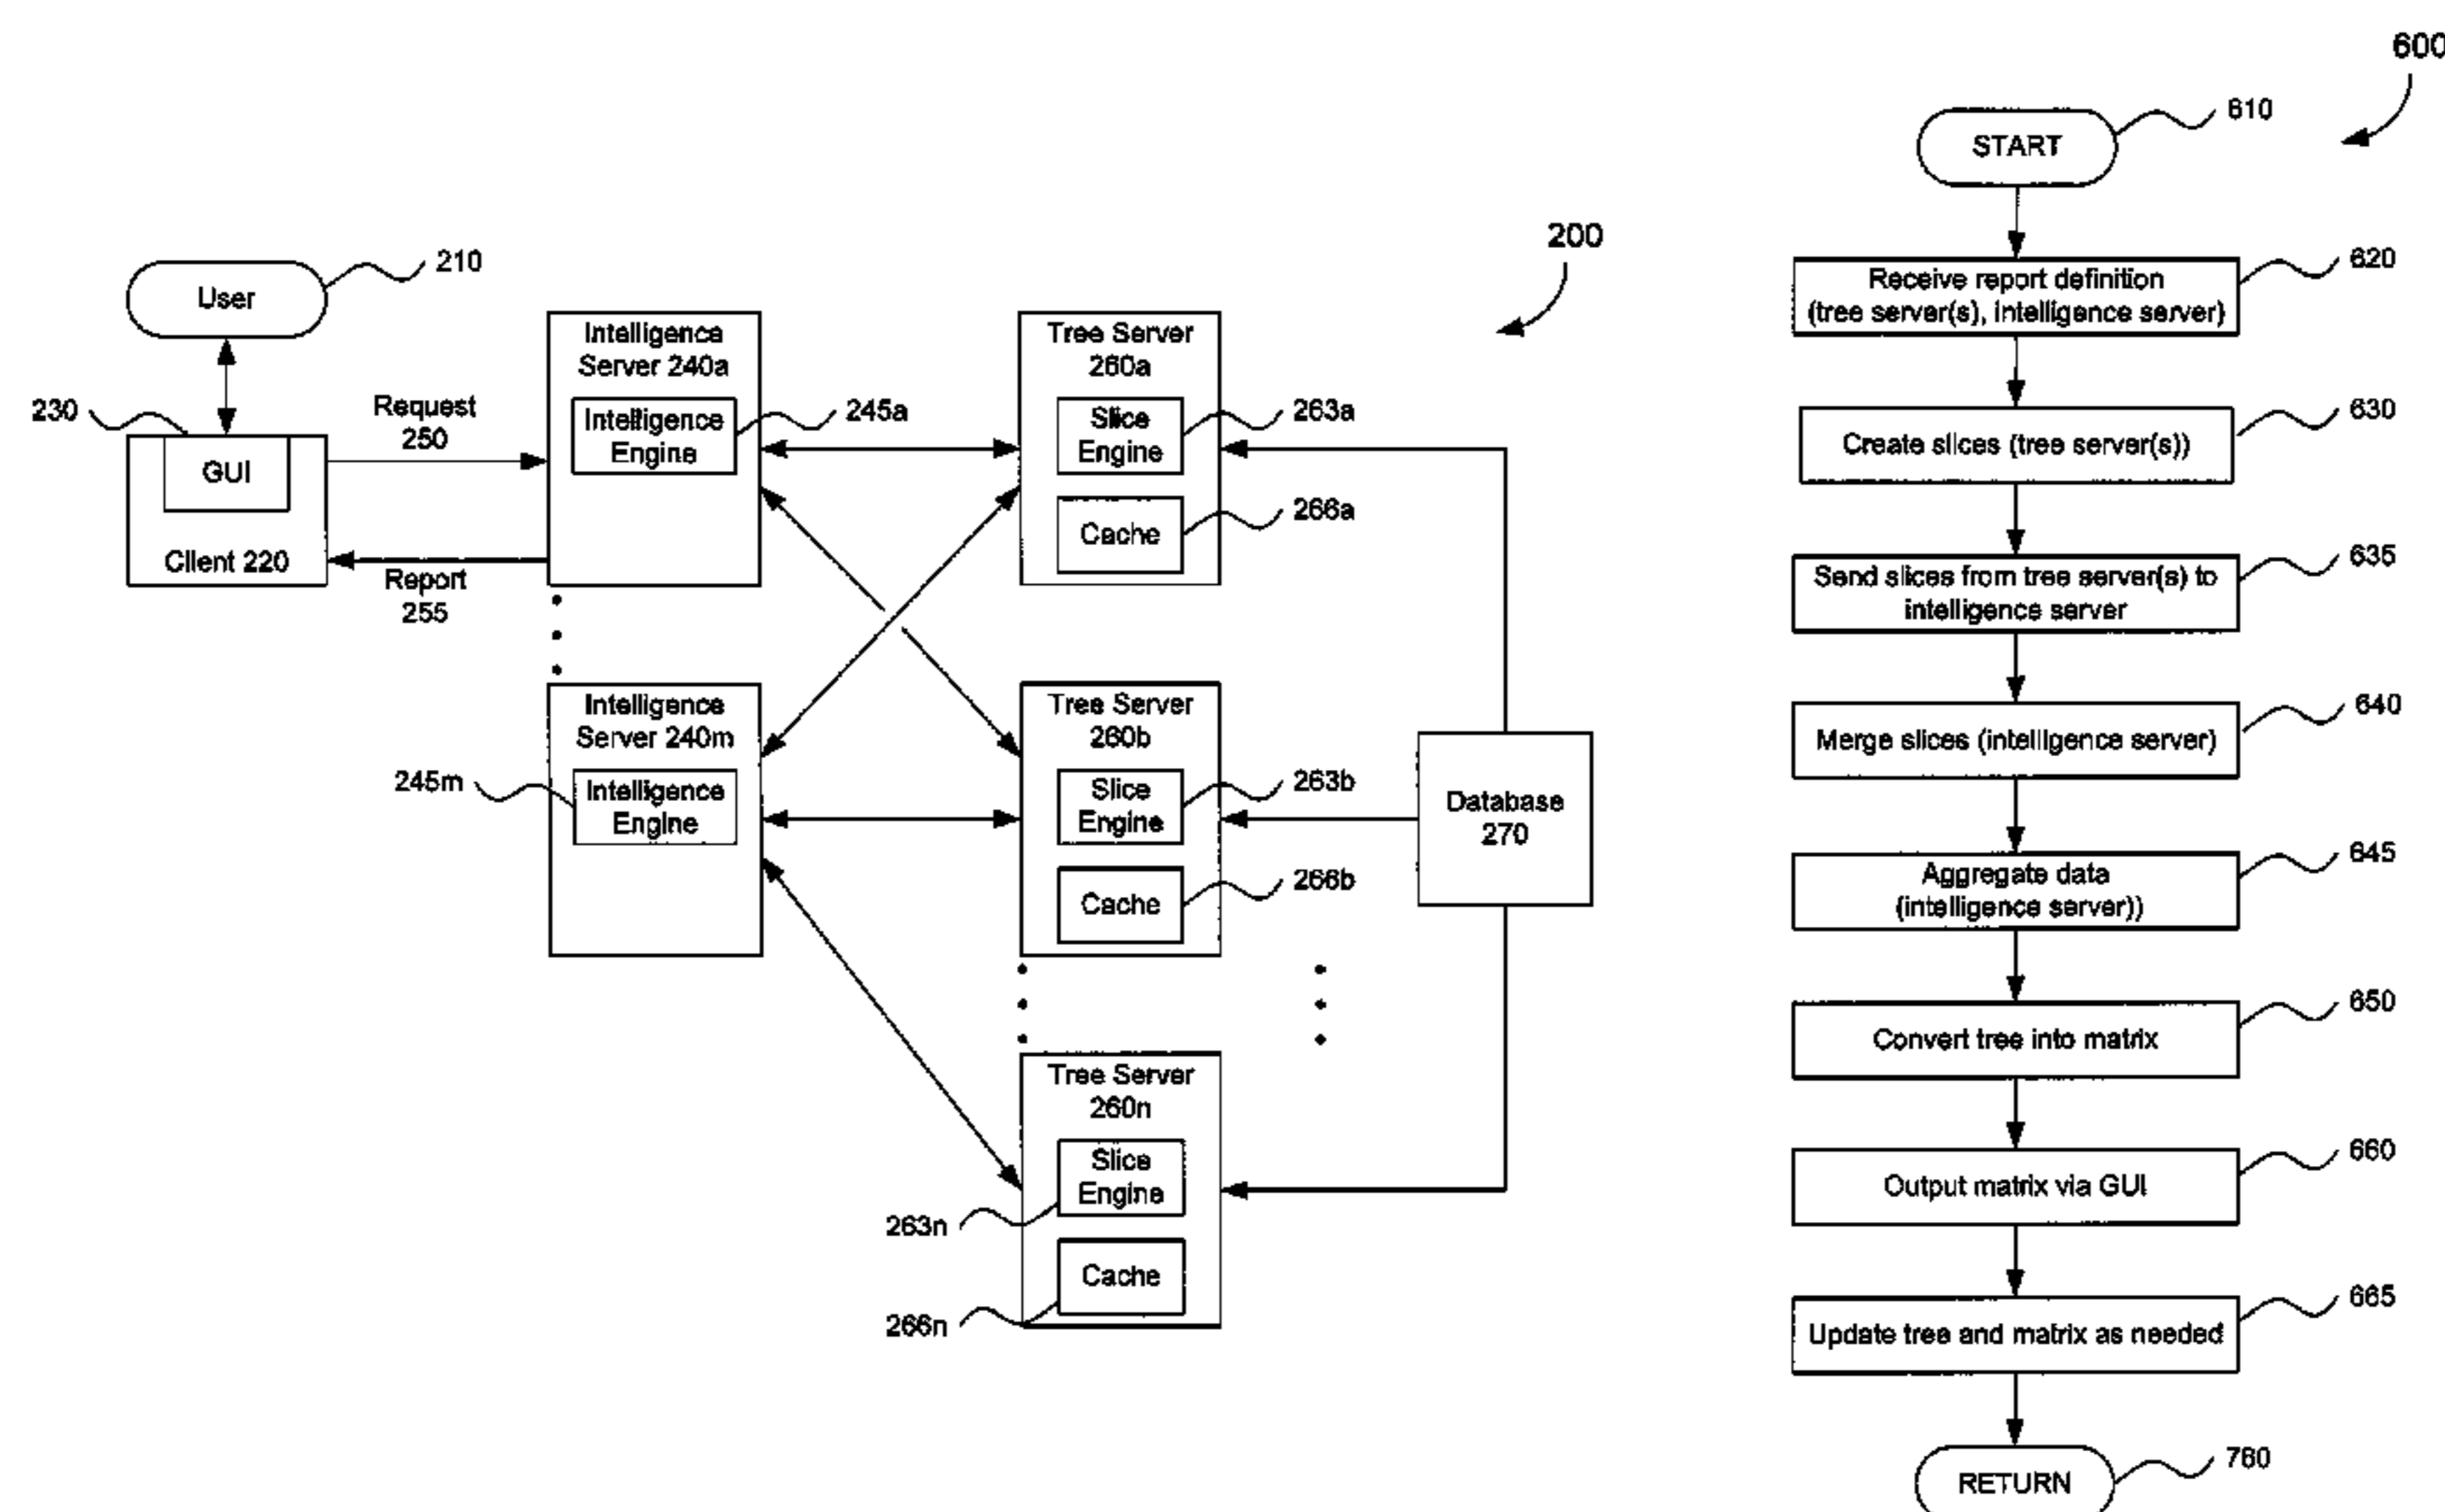 200
User
210
230
GUI
Client 220
Request
250
Report
255
Intelligence
Server 240a
Intelligence
Engine
245a
Intelligence
Server 240m
Intelligence
Engine
245m
Tree Server
260a
Slice
Engine
263a
Cache
266a
Tree Server
260b
Slice
Engine
263b
Cache
266b
Tree Server
260n
Slice
Engine
263n
Cache
266n
Database
270
600
START
610
Receive report definition
(tree server(s), intelligence server)
620
Create slices (tree server(s))
630
Send slices from tree server(s) to
intelligence server
635
Merge slices (intelligence server)
640
Aggregate data
(intelligence server))
645
Convert tree into matrix
650
Output matrix via GUI
660
Update tree and matrix as needed
665
RETURN
760